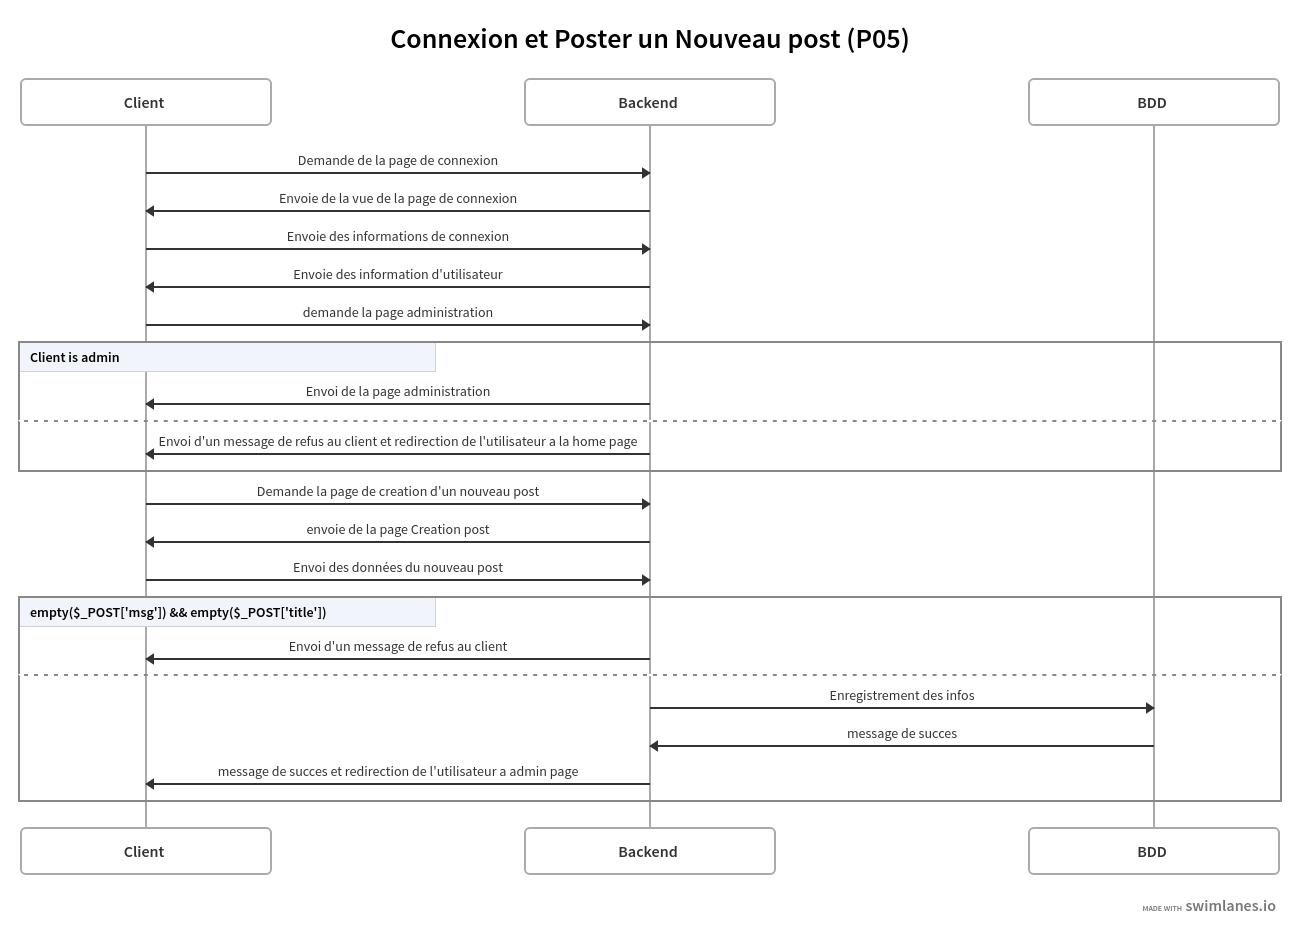 Connexion et Poster un Nouveau post (P05)
Client
Backend
BDD
Demande de la page de connexion
Envoie de la vue de la page de connexion
Envoie des informations de connexion
Envoie des information d'utilisateur
demande la page administration
Client is admin
Envoi de la page administration
Envoi d'un message de refus au client et redirection de l'utilisateur a la home page
Demande la page de creation d'un nouveau post
envoie de la page Creation post
Envoi des données du nouveau post
empty($_POST['msg']) && empty($_POST['title'])
Envoi d'un message de refus au client
Enregistrement des infos
message de succes
message de succes et redirection de l'utilisateur a admin page
Client
Backend
BDD
MADE WITH swimlanes.io